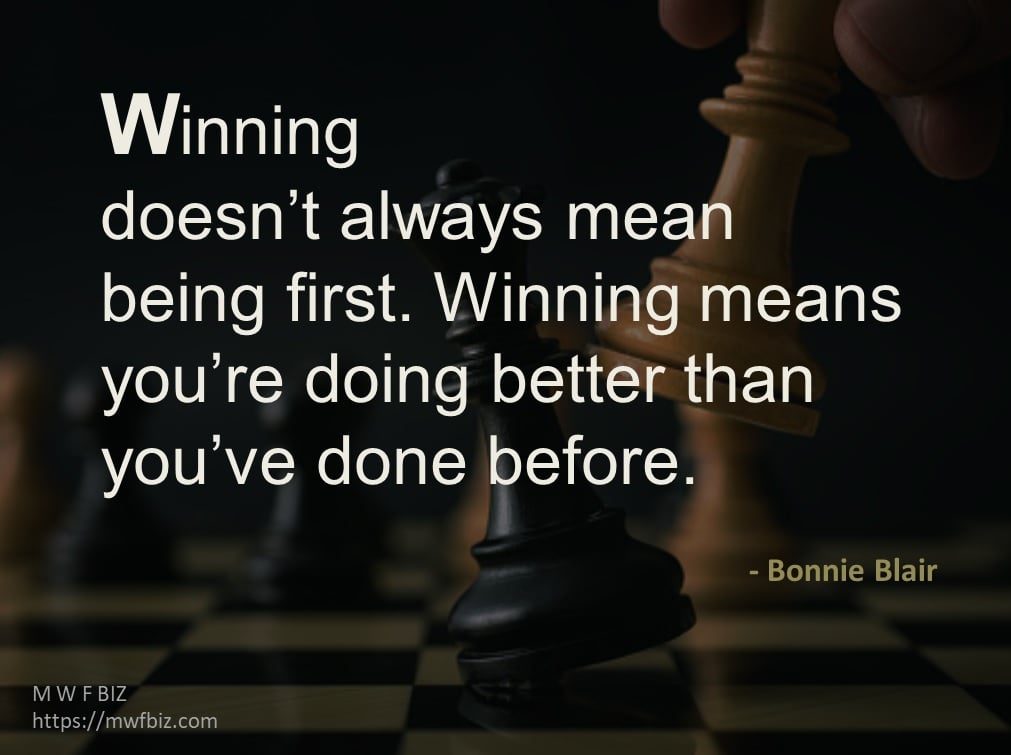 Winning
doesn’t always mean
being first. Winning means
you’re doing better than
you’ve done before.
- Bonnie Blair
M W F BIZ
https://mwfbiz.com